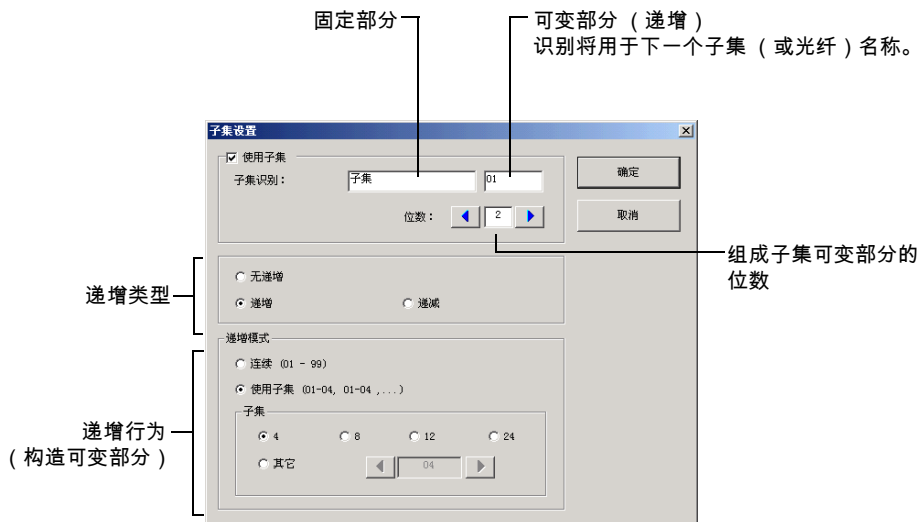 固定部分
可变部分（递增）
识别将用于下一个子集（或光纤）名称。
子集设置
使用子集
子集识别：
子集
01
确定
位数：
2
取消
组成子集可变部分的
位数
递增类型
无递增
递增
递减
递增模式
连续 (01 - 99)
使用子集 (01-04, 01-04 ,...)
子集
4
8
12
24
其它
04
递增行为
（构造可变部分）